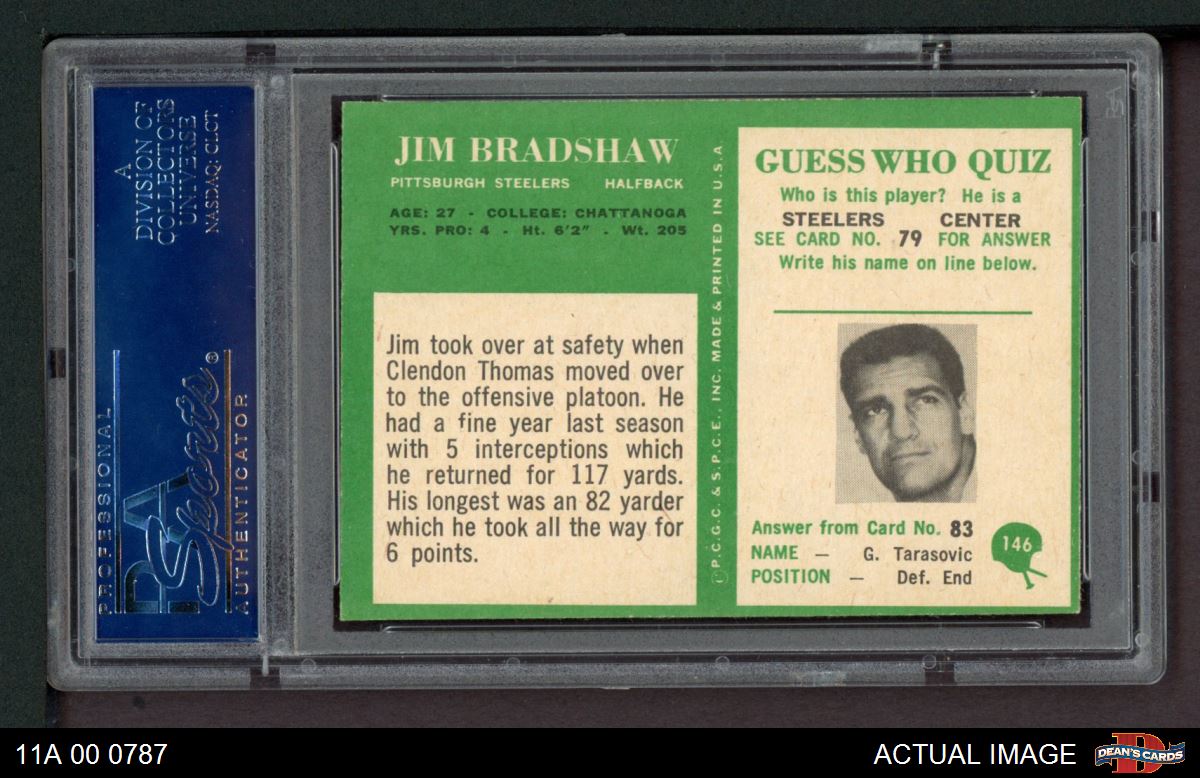 A
DIVISION OF
COLLECTORS
UNIVERSE
NASDAQ: CLCT
PROFESSIONAL
PSA
Sports®
AUTHENTICATOR
JIM BRADSHAW
PITTSBURGH STEELERS HALFBACK
AGE: 27 - COLLEGE: CHATTANOGA
YRS. PRO: 4 - Ht. 6'2" - Wt. 205
Jim took over at safety when
Clendon Thomas moved over
to the offensive platoon. He
had a fine year last season
with 5 interceptions which
he returned for 117 yards.
His longest was an 82 yarder
which he took all the way for
6 points.
©P.C.G.C. & S.P.C.E., INC. MADE & PRINTED IN U.S.A.
GUESS WHO QUIZ
Who is this player? He is a
STEELERS CENTER
SEE CARD NO. 79 FOR ANSWER
Write his name on line below.
Answer from Card No. 83
NAME — G. Tarasovic
POSITION — Def. End
146
PSA
11A 00 0787
ACTUAL IMAGE
D
DEAN'S CARDS